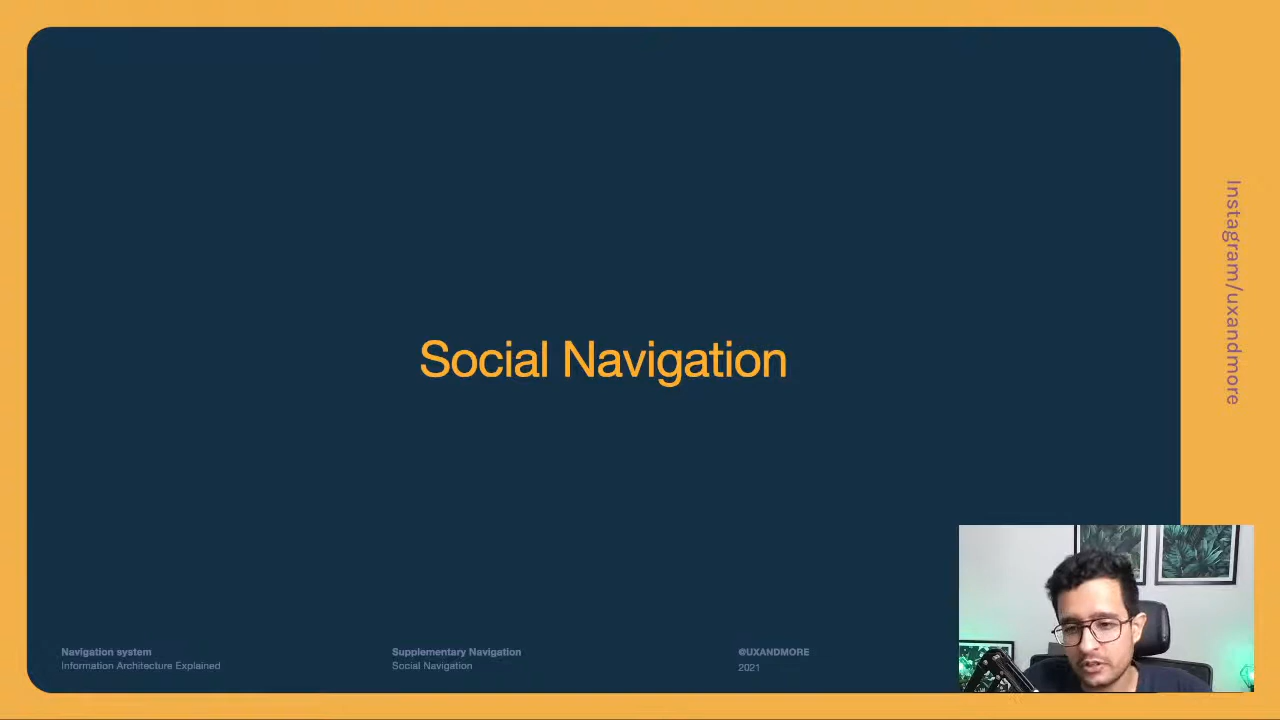 Social Navigation
Instagram/uxandmore
Navigation system
Information Architecture Explained
Supplementary Navigation
Social Navigation
@UXANDMORE
2021